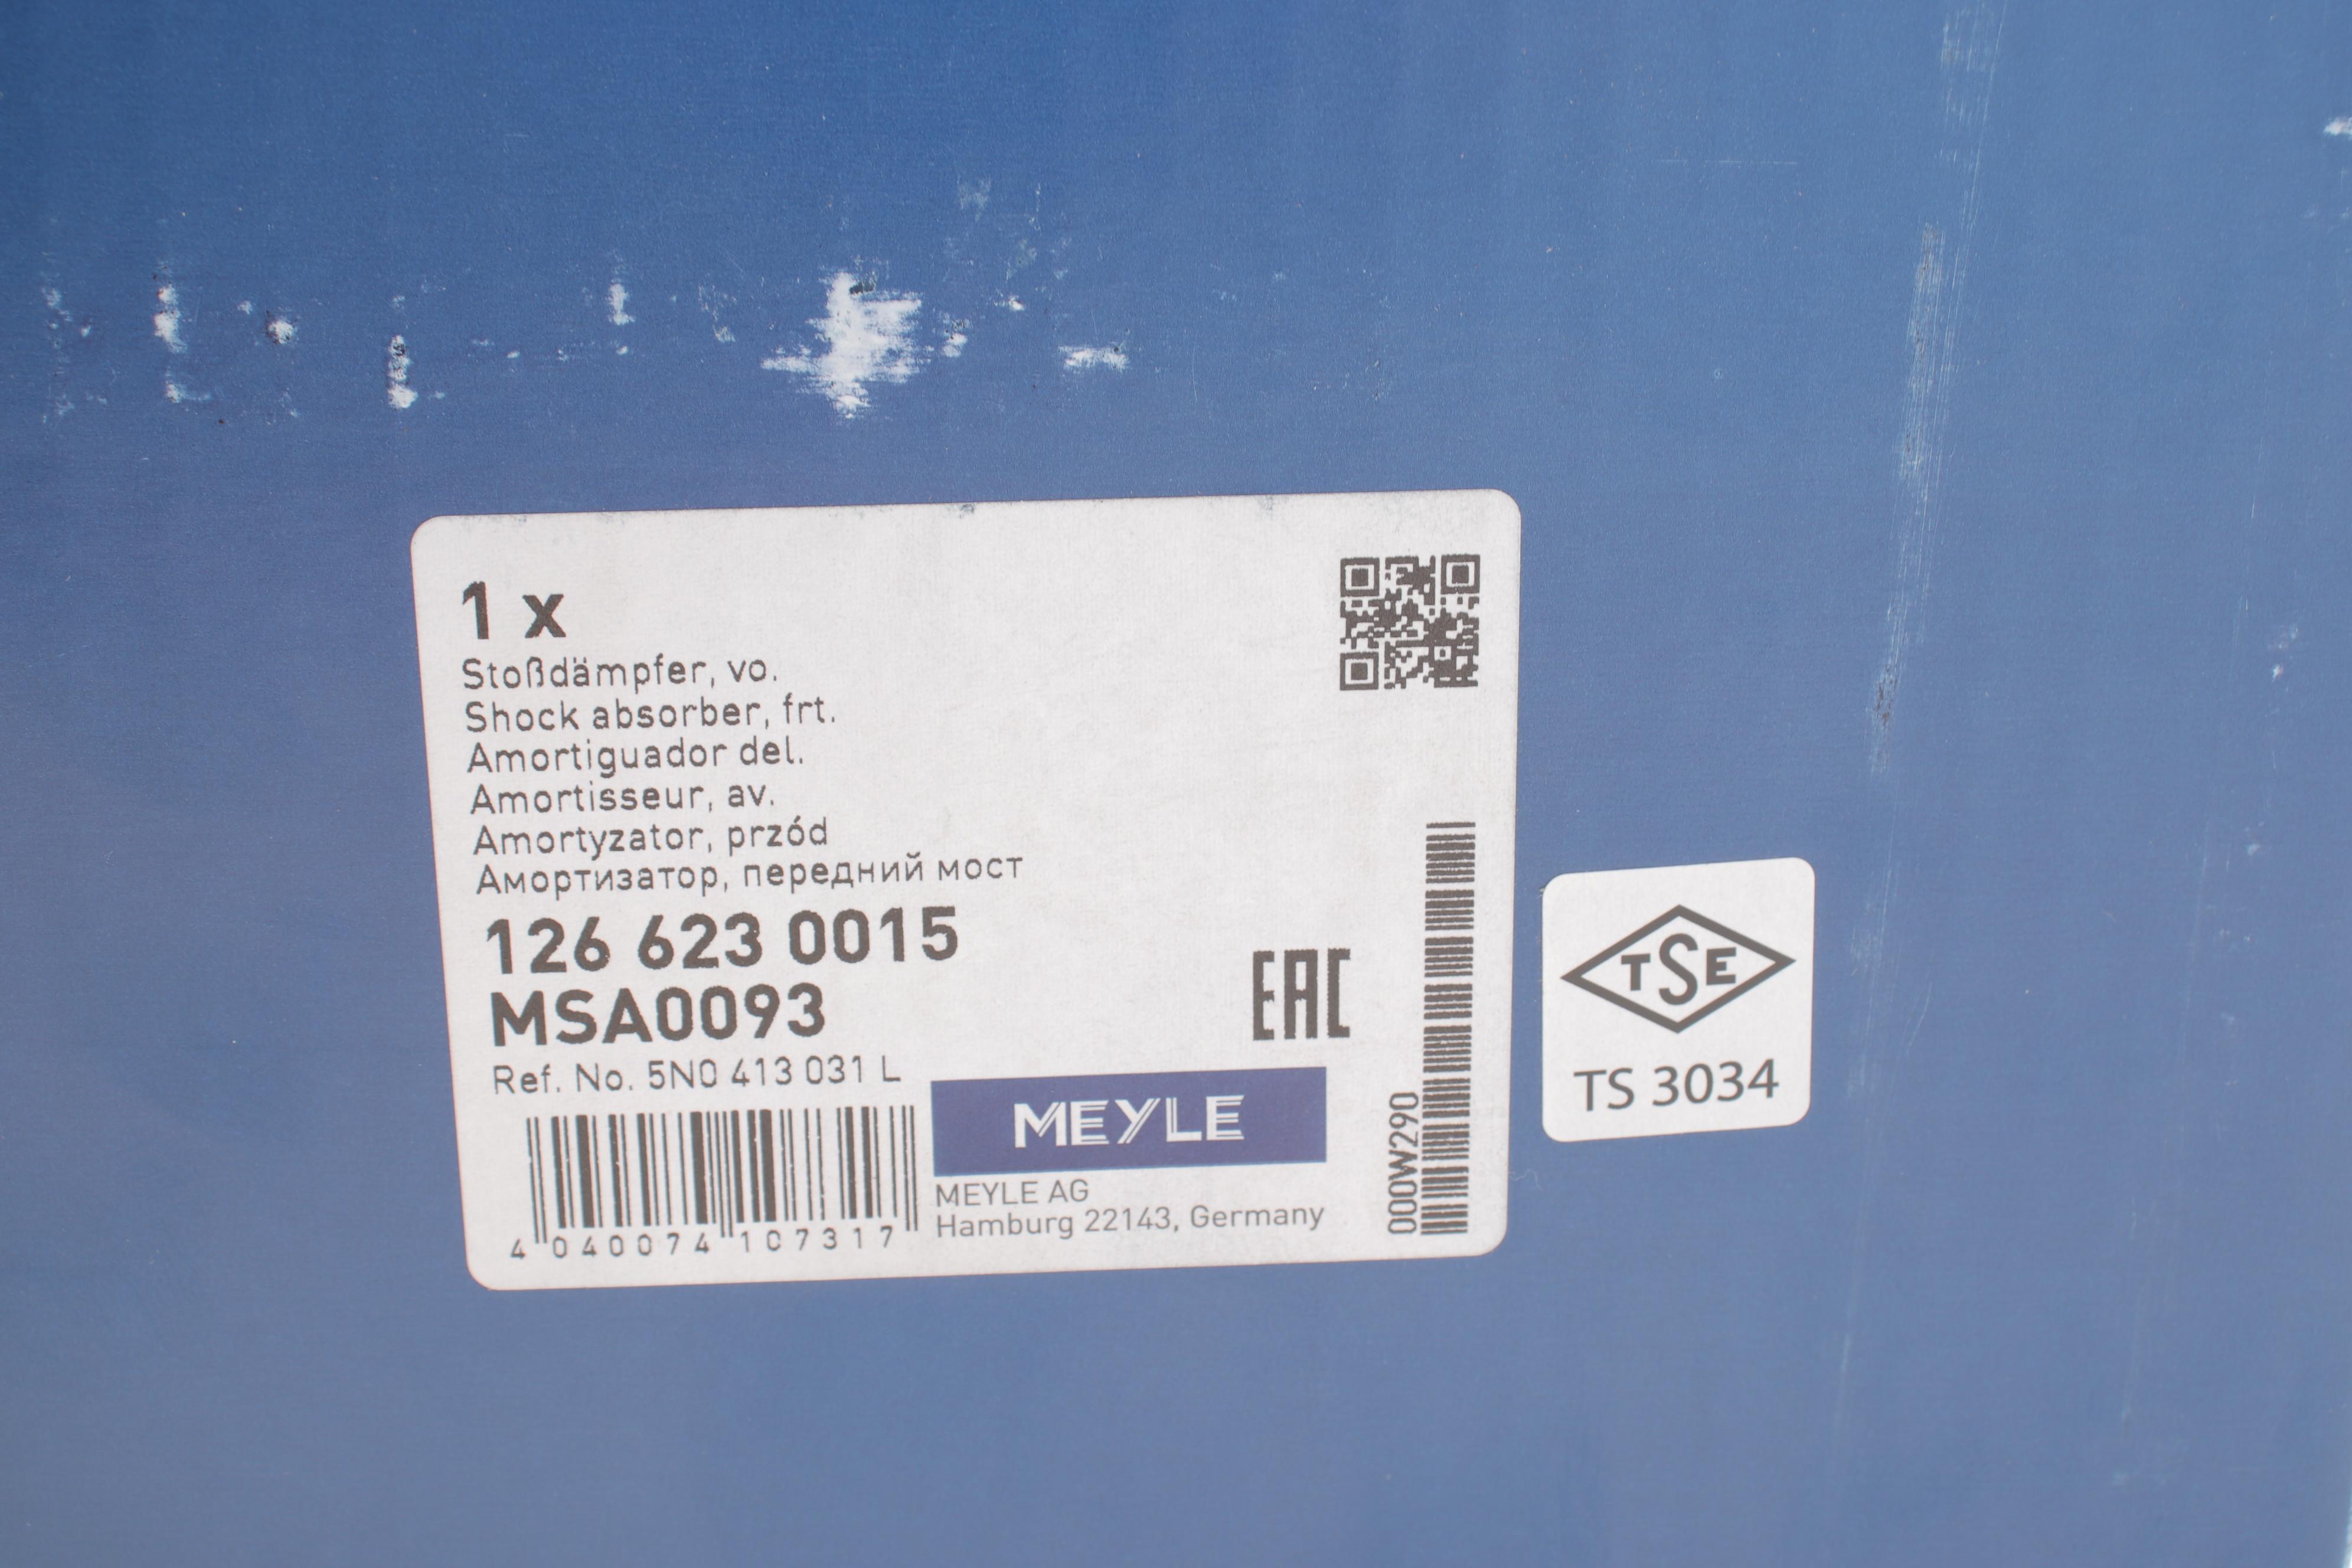 1 x
Stoßdämpfer, vo.
Shock absorber, frt.
Amortiguador del.
Amortisseur, av.
Amortyzator, przód
Амортизатор, передний мост
126 623 0015
MSA0093
Ref. No. 5N0 413 031 L
4 040074 107317
EAC
MEYLE
MEYLE AG
Hamburg 22143, Germany
000W290
TSE
TS 3034